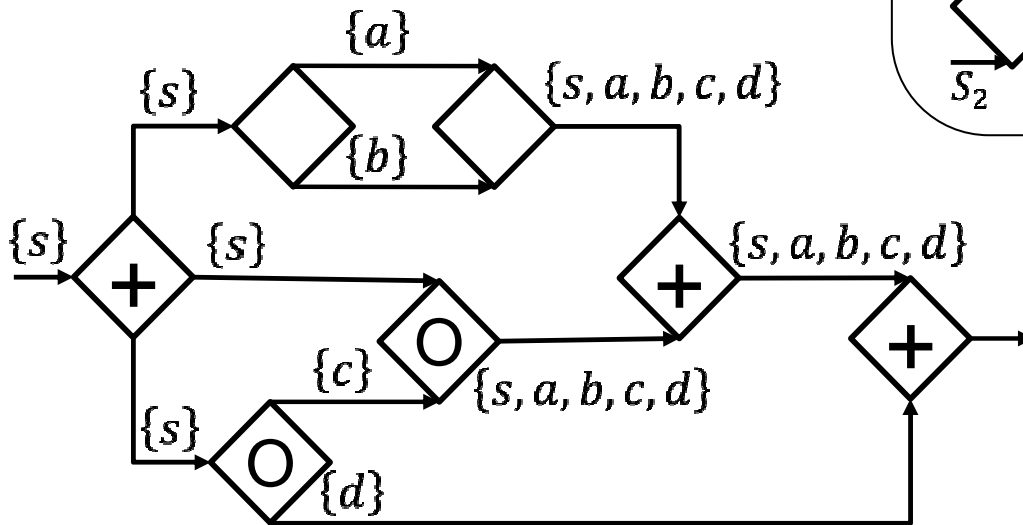 {a}
{s}
{s, a, b, c, d}
S₂
{b}
{s}
{s}
{s, a, b, c, d}
+
+
O
+
{c}
{s, a, b, c, d}
{s}
O
{d}